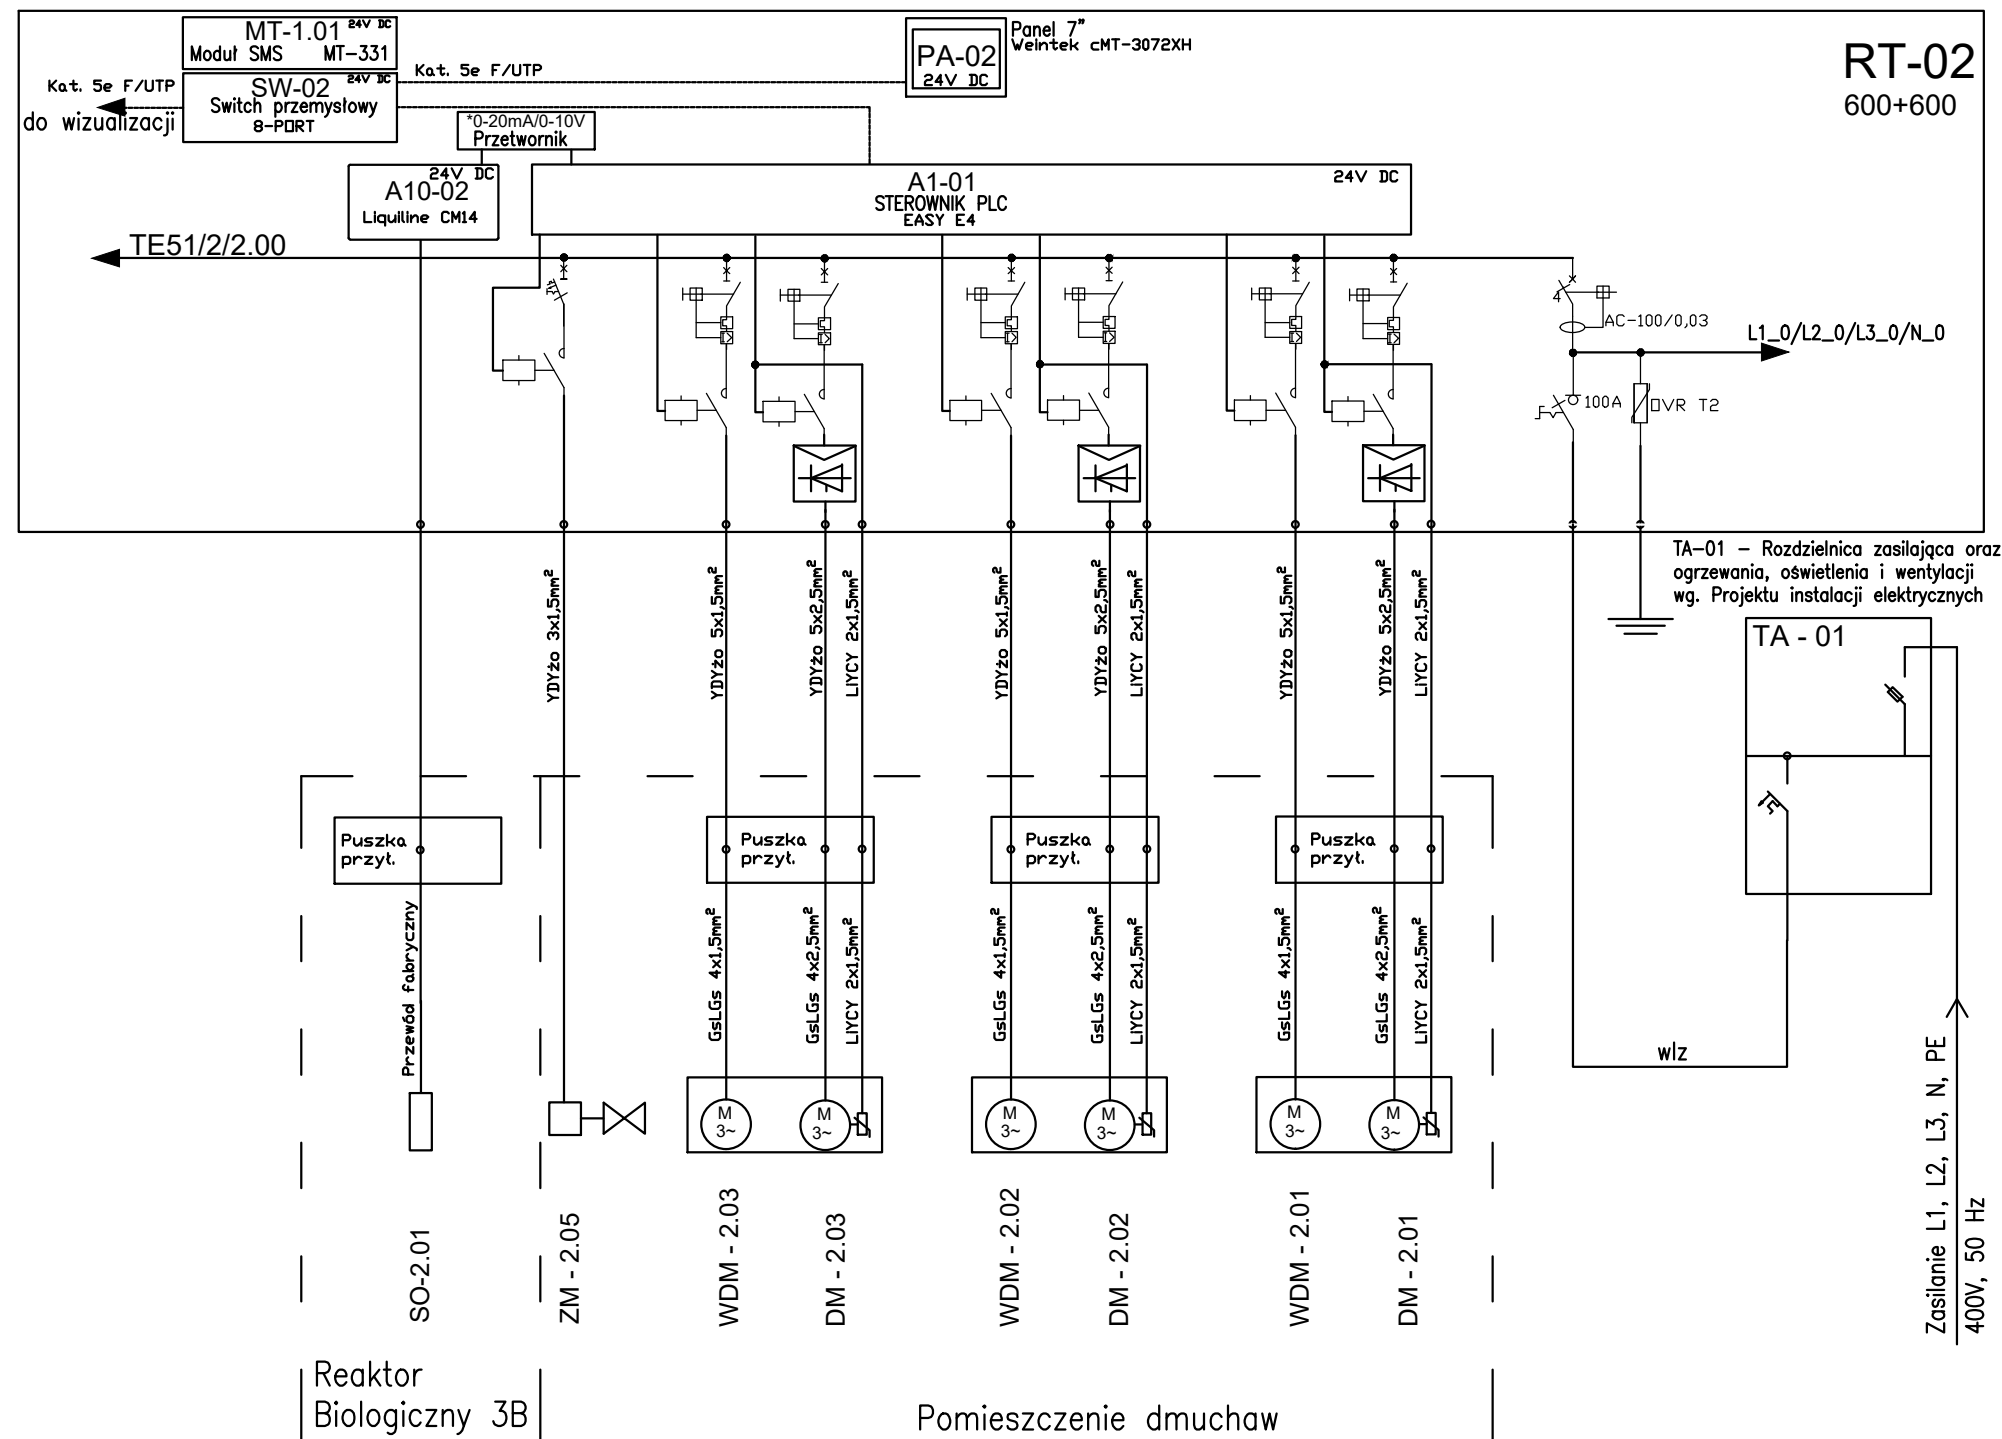 MT-1.01 24V DC
Moduł SMS MT-331
Kat. 5e F/UTP
do wizualizacji
SW-02 24V DC
Switch przemysłowy
8-PORT
Kat. 5e F/UTP
PA-02
24V DC
Panel 7"
Weintek cMT-3072XH
RT-02
600+600
*0-20mA/0-10V
Przetwornik
24V DC
A10-02
Liquiline CM14
A1-01
STEROWNIK PLC
EASY E4
24V DC
TE51/2/2.00
4
AC-100/0,03
L1_0/L2_0/L3_0/N_0
100A
OVR T2
YDYżo 3x1,5mm²
YDYżo 5x1,5mm²
YDYżo 5x2,5mm²
LIYCY 2x1,5mm²
YDYżo 5x1,5mm²
YDYżo 5x2,5mm²
LIYCY 2x1,5mm²
YDYżo 5x1,5mm²
YDYżo 5x2,5mm²
LIYCY 2x1,5mm²
TA-01 - Rozdzielnica zasilająca oraz
ogrzewania, oświetlenia i wentylacji
wg. Projektu instalacji elektrycznych
TA - 01
Puszka
przył.
Puszka
przył.
Puszka
przył.
Puszka
przył.
Przewód fabryczny
GsLGs 4x1,5mm²
GsLGs 4x2,5mm²
LIYCY 2x1,5mm²
GsLGs 4x1,5mm²
GsLGs 4x2,5mm²
LIYCY 2x1,5mm²
GsLGs 4x1,5mm²
GsLGs 4x2,5mm²
LIYCY 2x1,5mm²
wlz
M
3~
M
3~
M
3~
M
3~
M
3~
M
3~
SO-2.01
ZM - 2.05
WDM - 2.03
DM - 2.03
WDM - 2.02
DM - 2.02
WDM - 2.01
DM - 2.01
Zasilanie L1, L2, L3, N, PE
400V, 50 Hz
Reaktor
Biologiczny 3B
Pomieszczenie dmuchaw